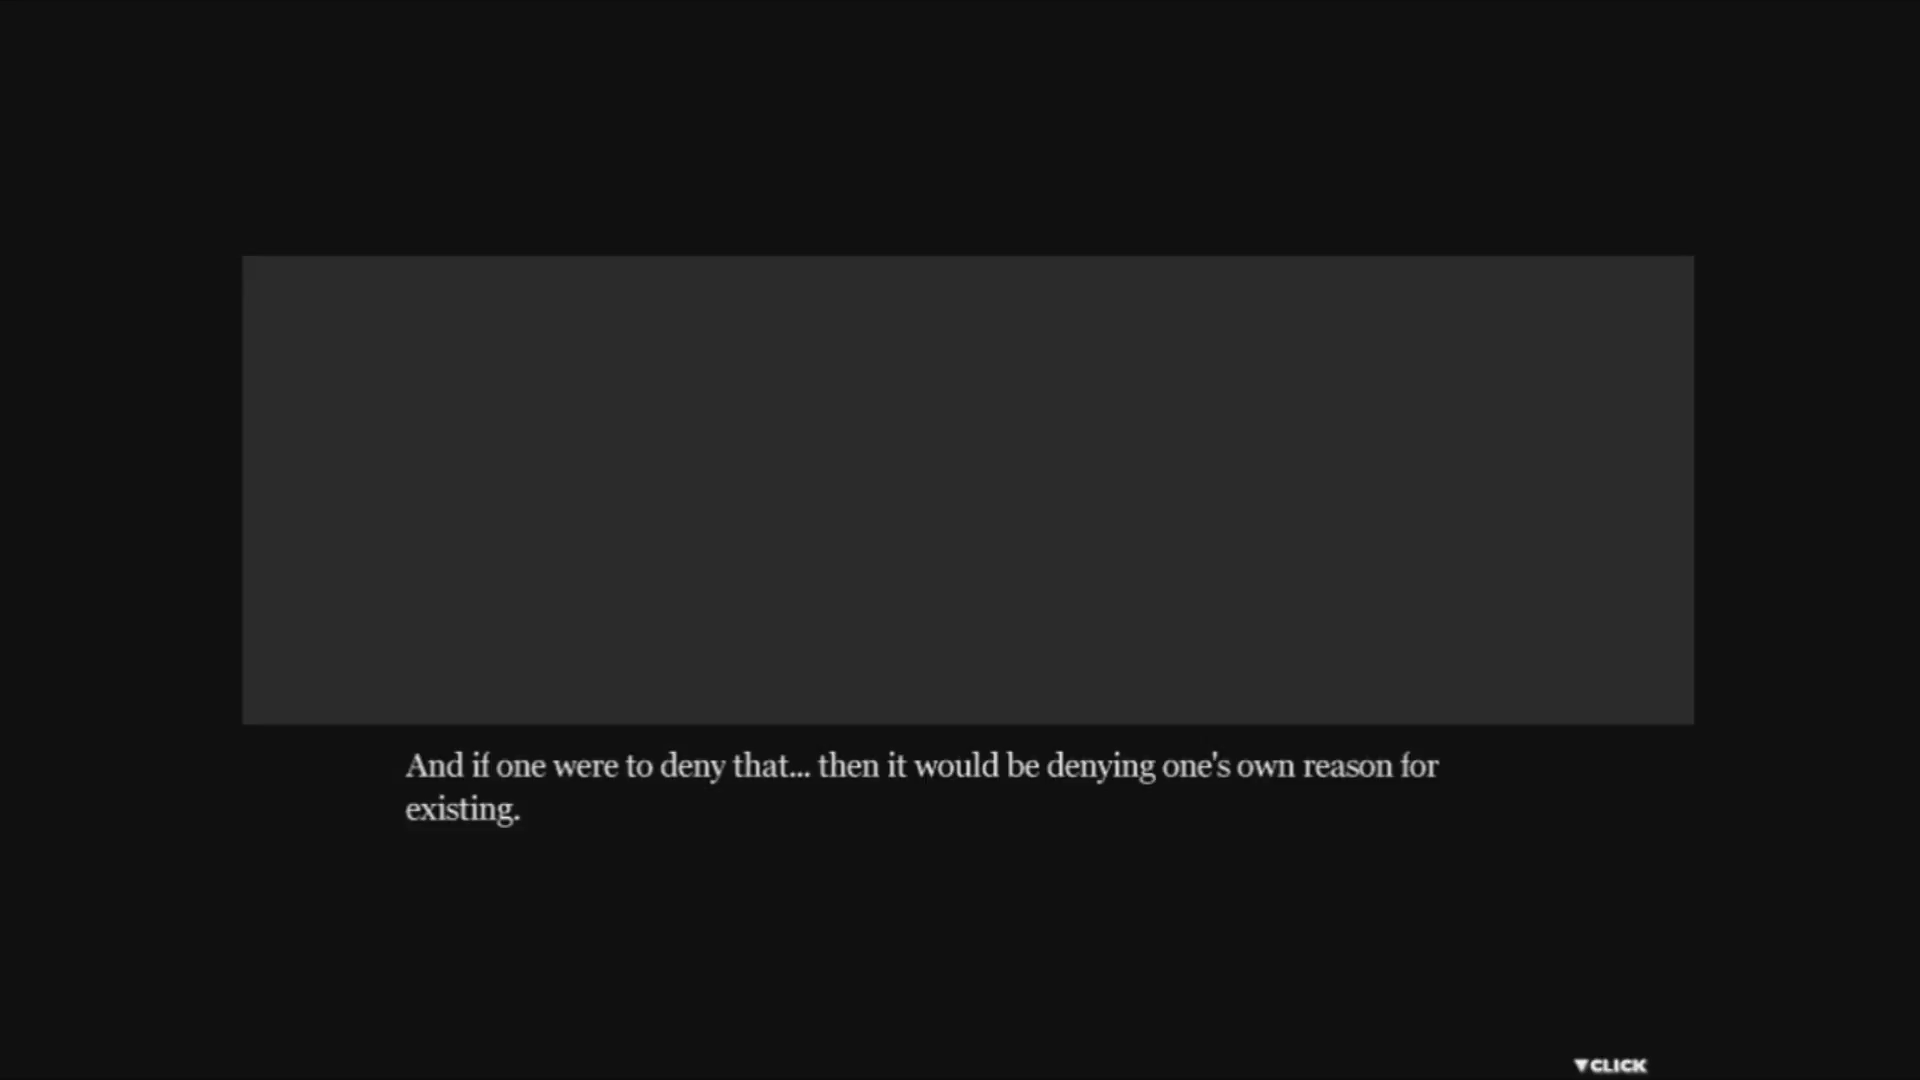 And if one were to deny that... then it would be denying one's own reason for
existing.
▼CLICK